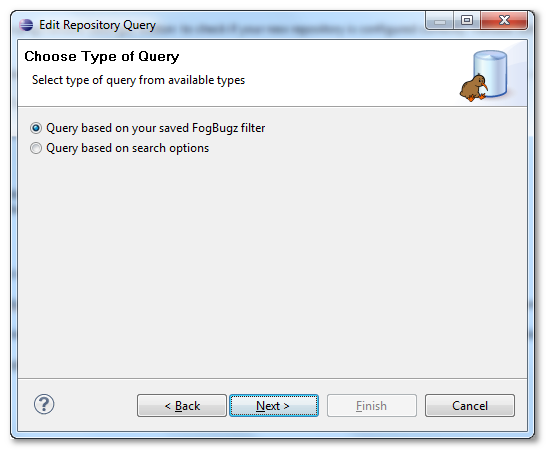 Edit Repository Query
Choose Type of Query
Select type of query from available types
Query based on your saved FogBugz filter
Query based on search options
?
< Back
Next >
Finish
Cancel